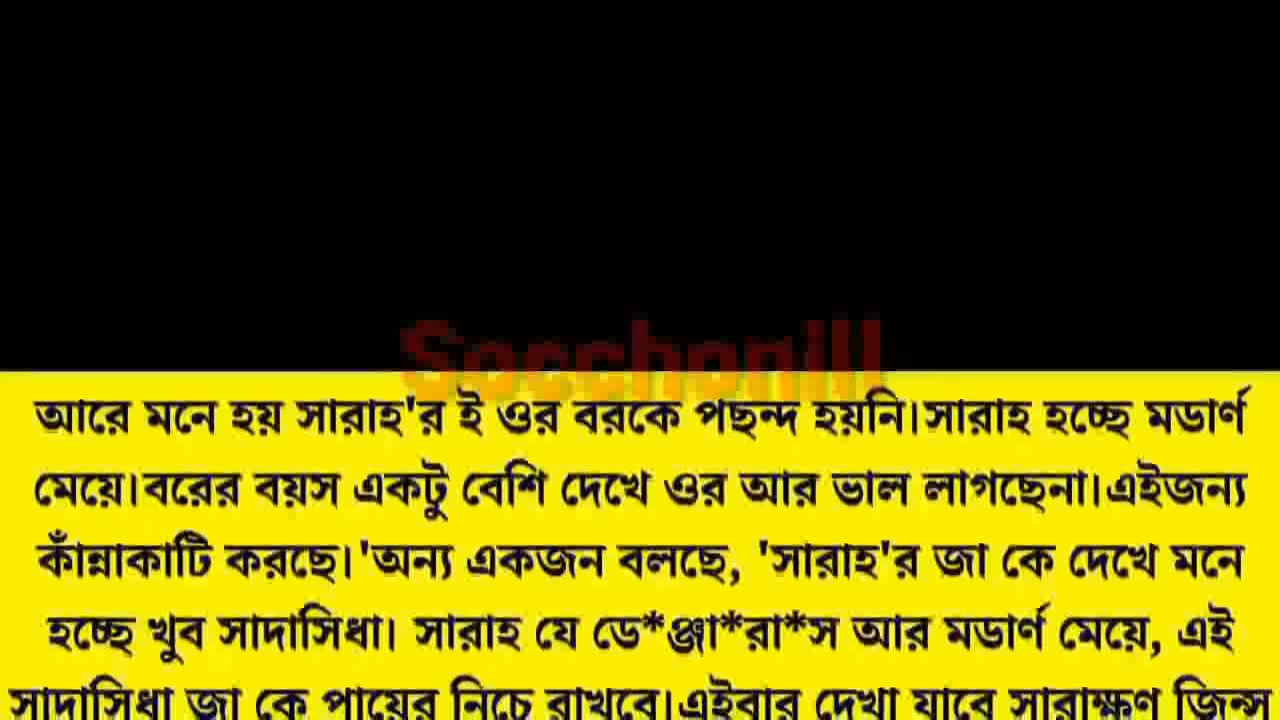 Socchonill
আরে মনে হয় সারাহ'র ই ওর বরকে পছন্দ হয়নি।সারাহ হচ্ছে মডার্ণ
মেয়ে।বরের বয়স একটু বেশি দেখে ওর আর ভাল লাগছেনা।এইজন্য
কাঁন্নাকাটি করছে।'অন্য একজন বলছে, 'সারাহ'র জা কে দেখে মনে
হচ্ছে খুব সাদাসিধা। সারাহ যে ডে*ঞ্জা*রা*স আর মডার্ণ মেয়ে, এই
সাদাসিধা জা কে পায়ের নিচে রাখবে।এইবার দেখা যাবে সারাক্ষণ জিন্স